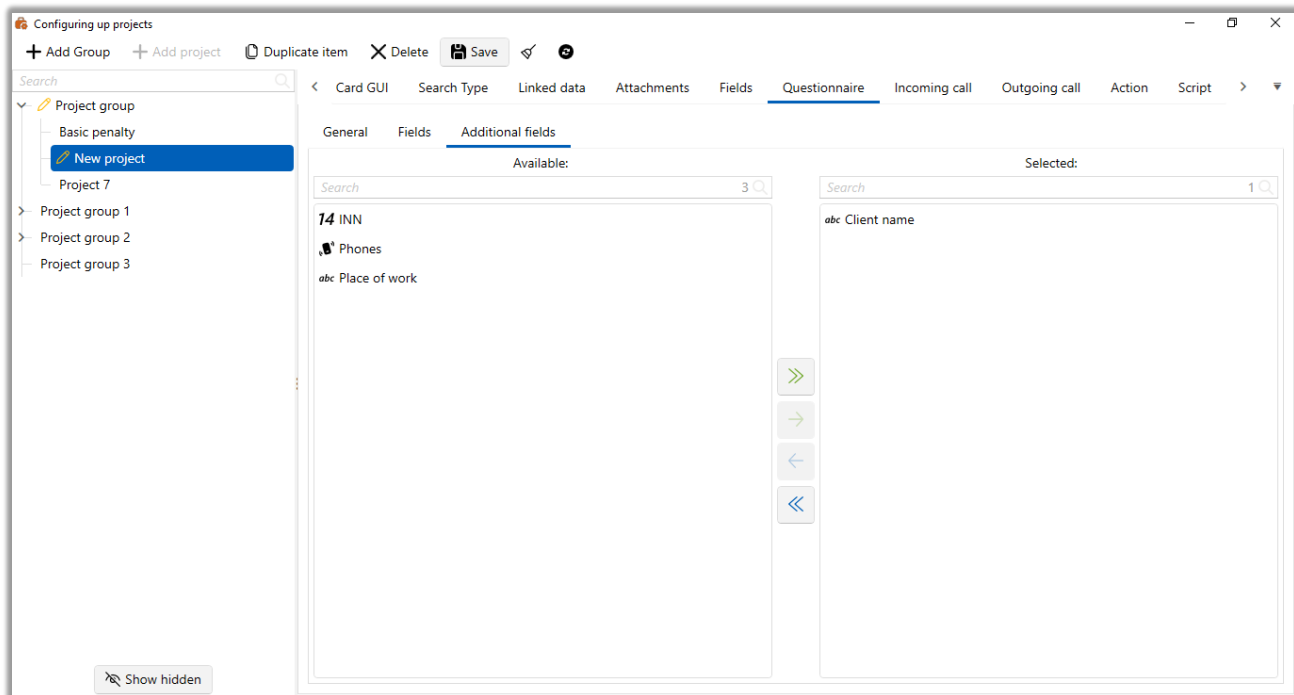 Configuring up projects
Add Group Add project Duplicate item Delete Save
Search
Project group
Basic penalty
New project
Project 7
Project group 1
Project group 2
Project group 3
Show hidden
Card GUI Search Type Linked data Attachments Fields Questionnaire Incoming call Outgoing call Action Script
General Fields Additional fields
Available:
Search 3
14 INN
Phones
abc Place of work
Selected:
Search 1
abc Client name